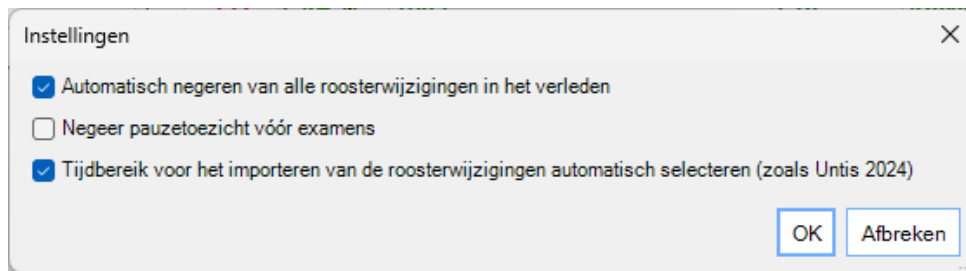 Instellingen
Automatisch negeren van alle roosterwijzigingen in het verleden
Negeer pauzetoezicht vóór examens
Tijdbereik voor het importeren van de roosterwijzigingen automatisch selecteren (zoals Untis 2024)
OK Afbreken